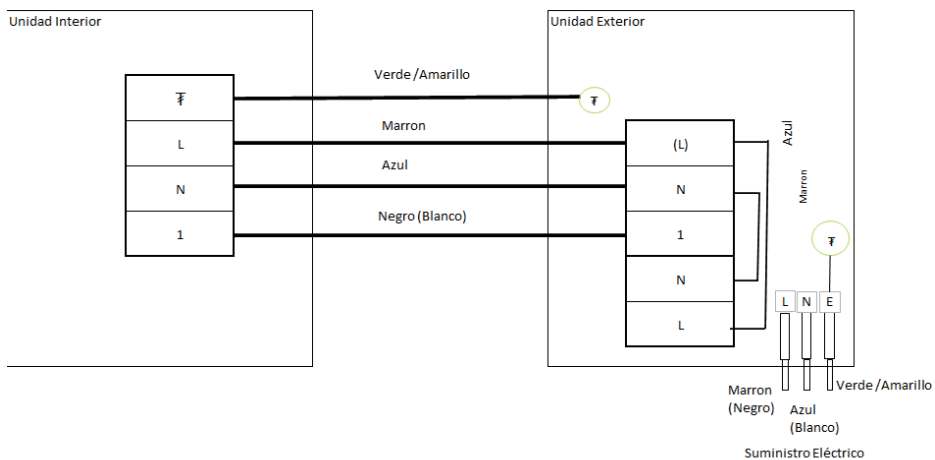 Unidad Interior
Unidad Exterior
Verde/Amarillo
₮
₮
Marron
Azul
L
(L)
Azul
N
N
Marron
Negro (Blanco)
1
1
₮
N
L
L N E
Marron
(Negro)
Azul
(Blanco)
Verde/Amarillo
Suministro Eléctrico